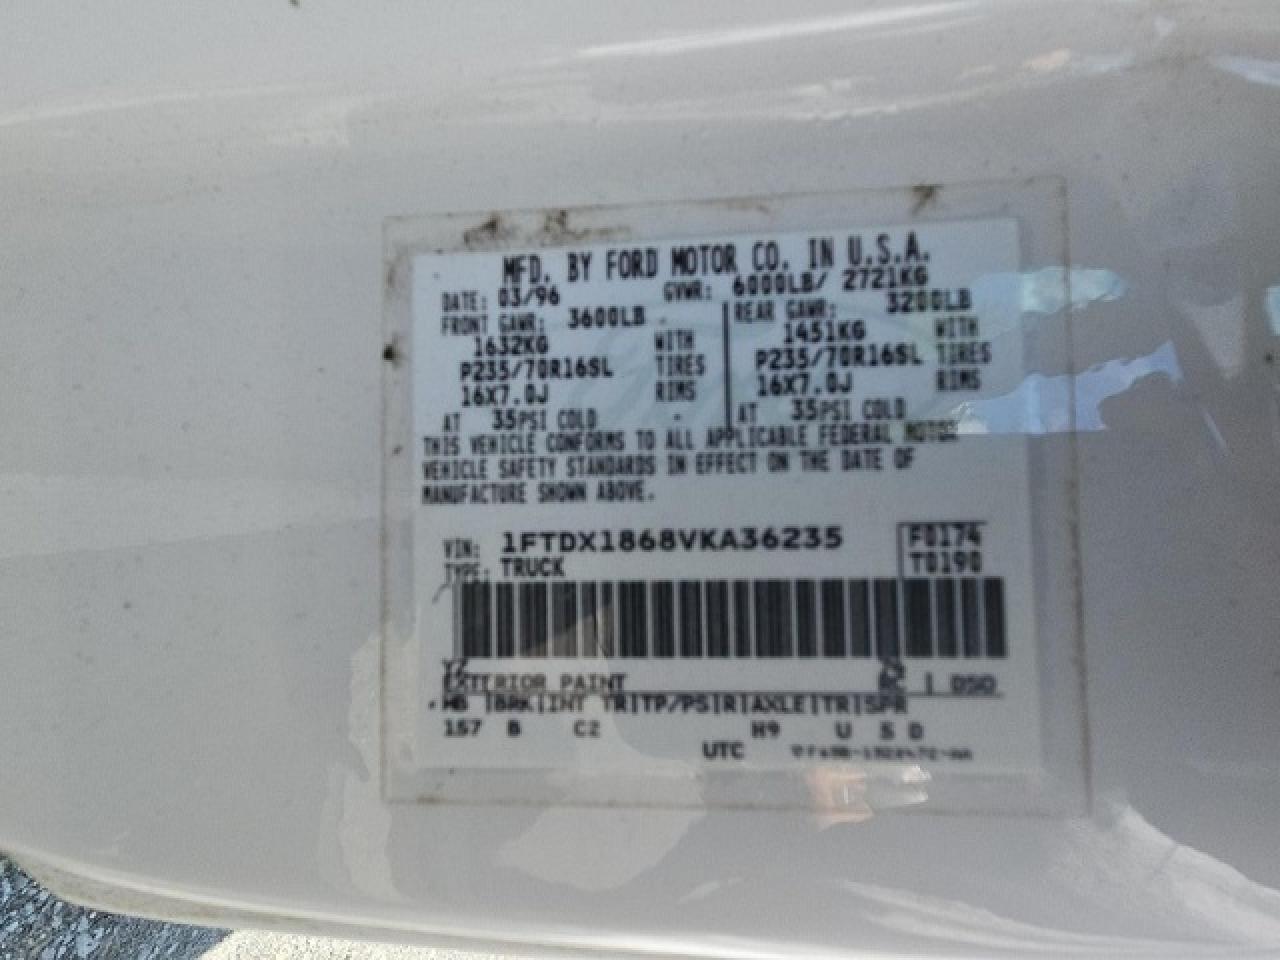 MFD. BY FORD MOTOR CO. IN U.S.A.
DATE: 03/96 GVWR: 6000LB/ 2721KG
FRONT GAWR: 3600LB REAR GAWR: 3200LB
1632KG WITH 1451KG WITH
P235/70R16SL TIRES P235/70R16SL TIRES
16X7.0J RIMS 16X7.0J RIMS
AT 35PSI COLD AT 35PSI COLD
THIS VEHICLE CONFORMS TO ALL APPLICABLE FEDERAL MOTOR
VEHICLE SAFETY STANDARDS IN EFFECT ON THE DATE OF
MANUFACTURE SHOWN ABOVE.
VIN: 1FTDX1868VKA36235 F0174
TYPE: TRUCK T0190
YZ
EXTERIOR PAINT RC | DSO
WB |BRK|INT TR|TP/PS|R|AXLE|TR|SPR
157 B C2 H9 U 5 D
UTC